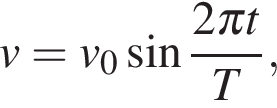 v = v₀ sin 2πt/T,